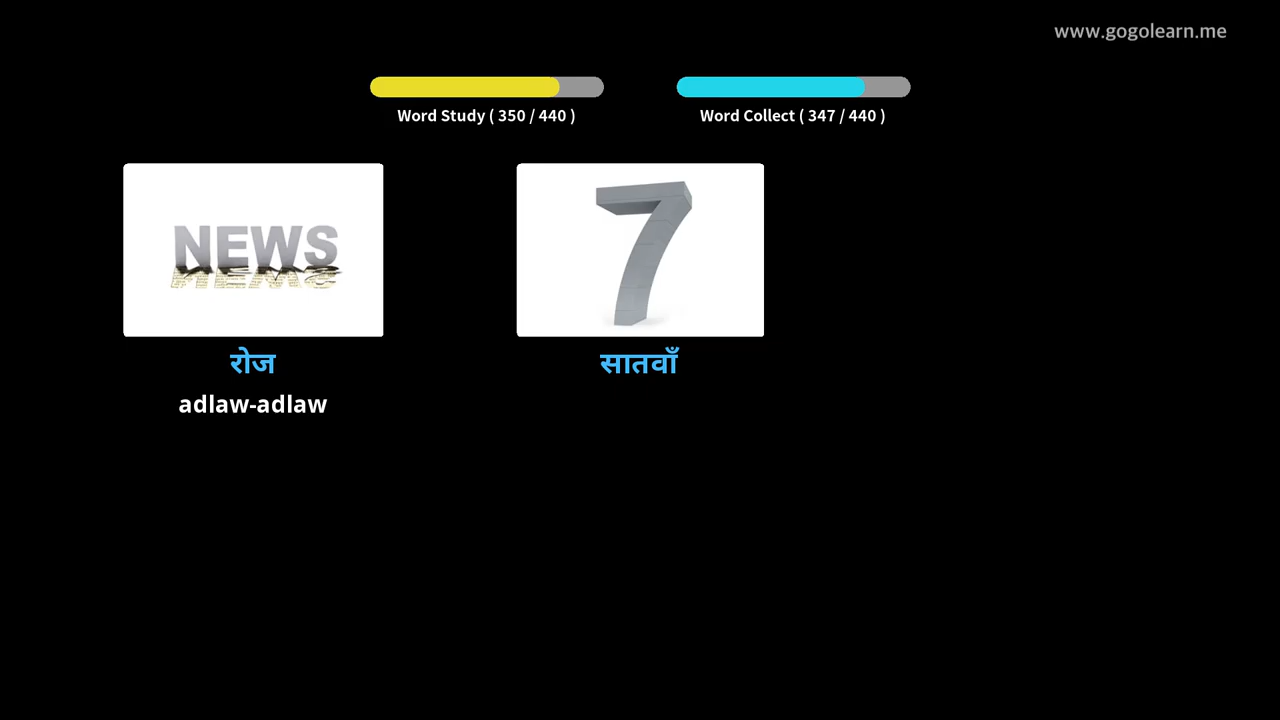 www.gogolearn.me
Word Study ( 350 / 440 )
Word Collect ( 347 / 440 )
NEWS
7
रोज
सातवाँ
adlaw-adlaw